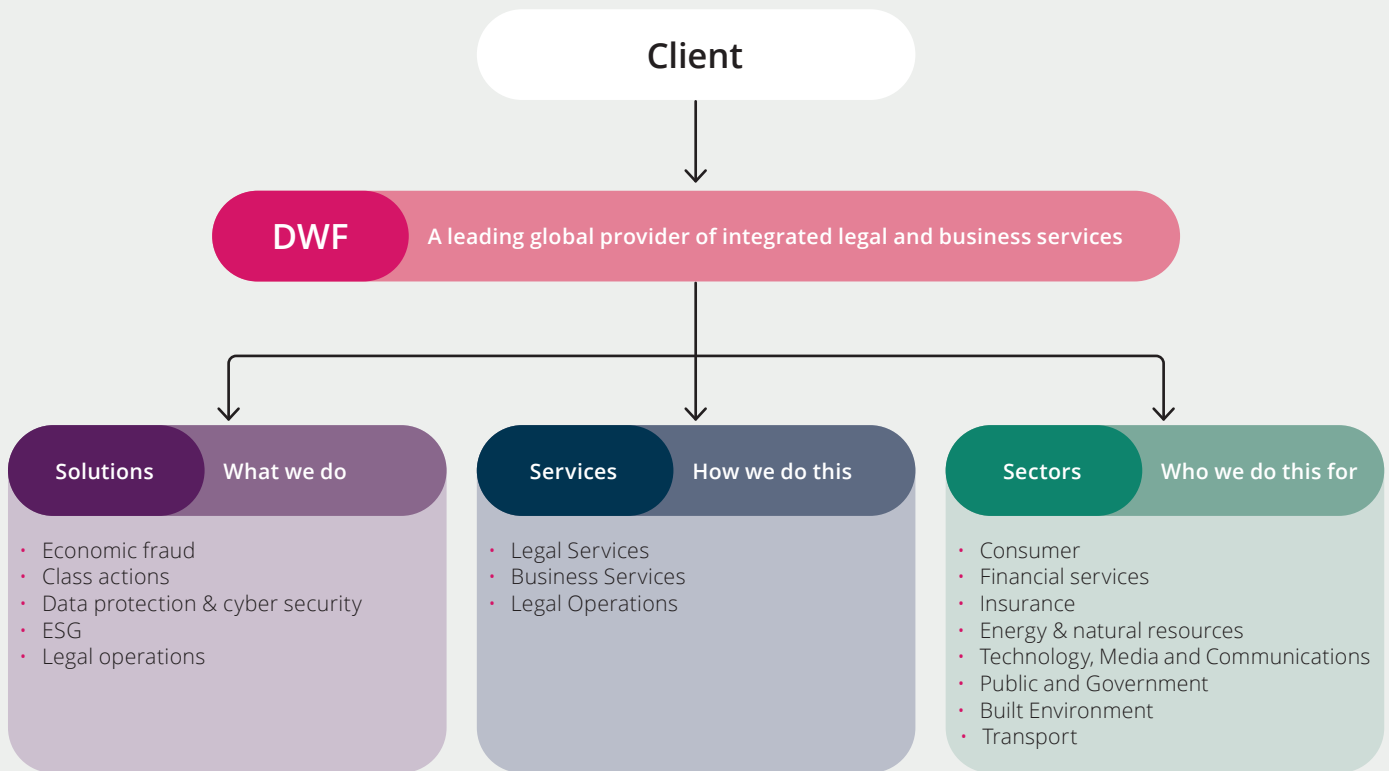 Client
DWF
A leading global provider of integrated legal and business services
Solutions
What we do
• Economic fraud
• Class actions
• Data protection & cyber security
• ESG
• Legal operations
Services
How we do this
• Legal Services
• Business Services
• Legal Operations
Sectors
Who we do this for
• Consumer
• Financial services
• Insurance
• Energy & natural resources
• Technology, Media and Communications
• Public and Government
• Built Environment
• Transport